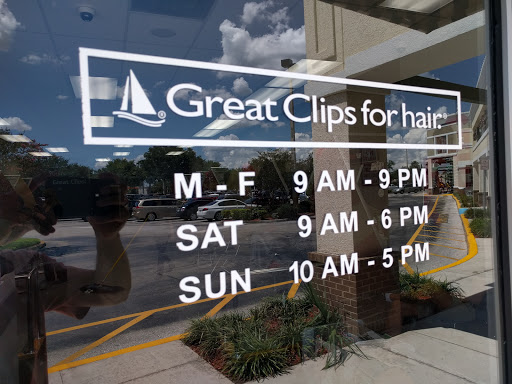 Great Clips for hair.®
M - F 9 AM - 9 PM
SAT 9 AM - 6 PM
SUN 10 AM - 5 PM